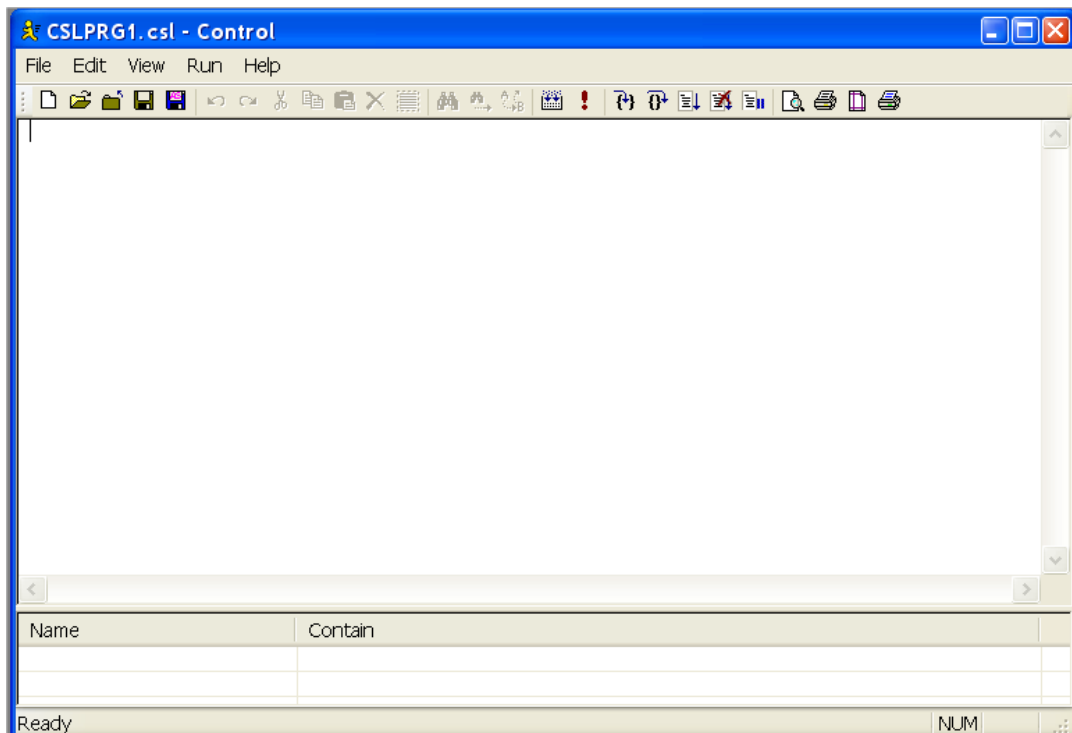 CSLPRG1.csl - Control
File Edit View Run Help
Name Contain
Ready NUM